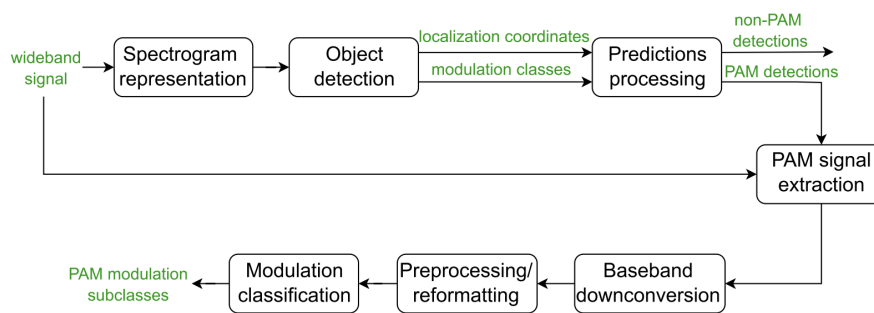 wideband
signal
Spectrogram
representation
Object
detection
localization coordinates
modulation classes
Predictions
processing
non-PAM
detections
PAM detections
PAM signal
extraction
Baseband
downconversion
Preprocessing/
reformatting
Modulation
classification
PAM modulation
subclasses